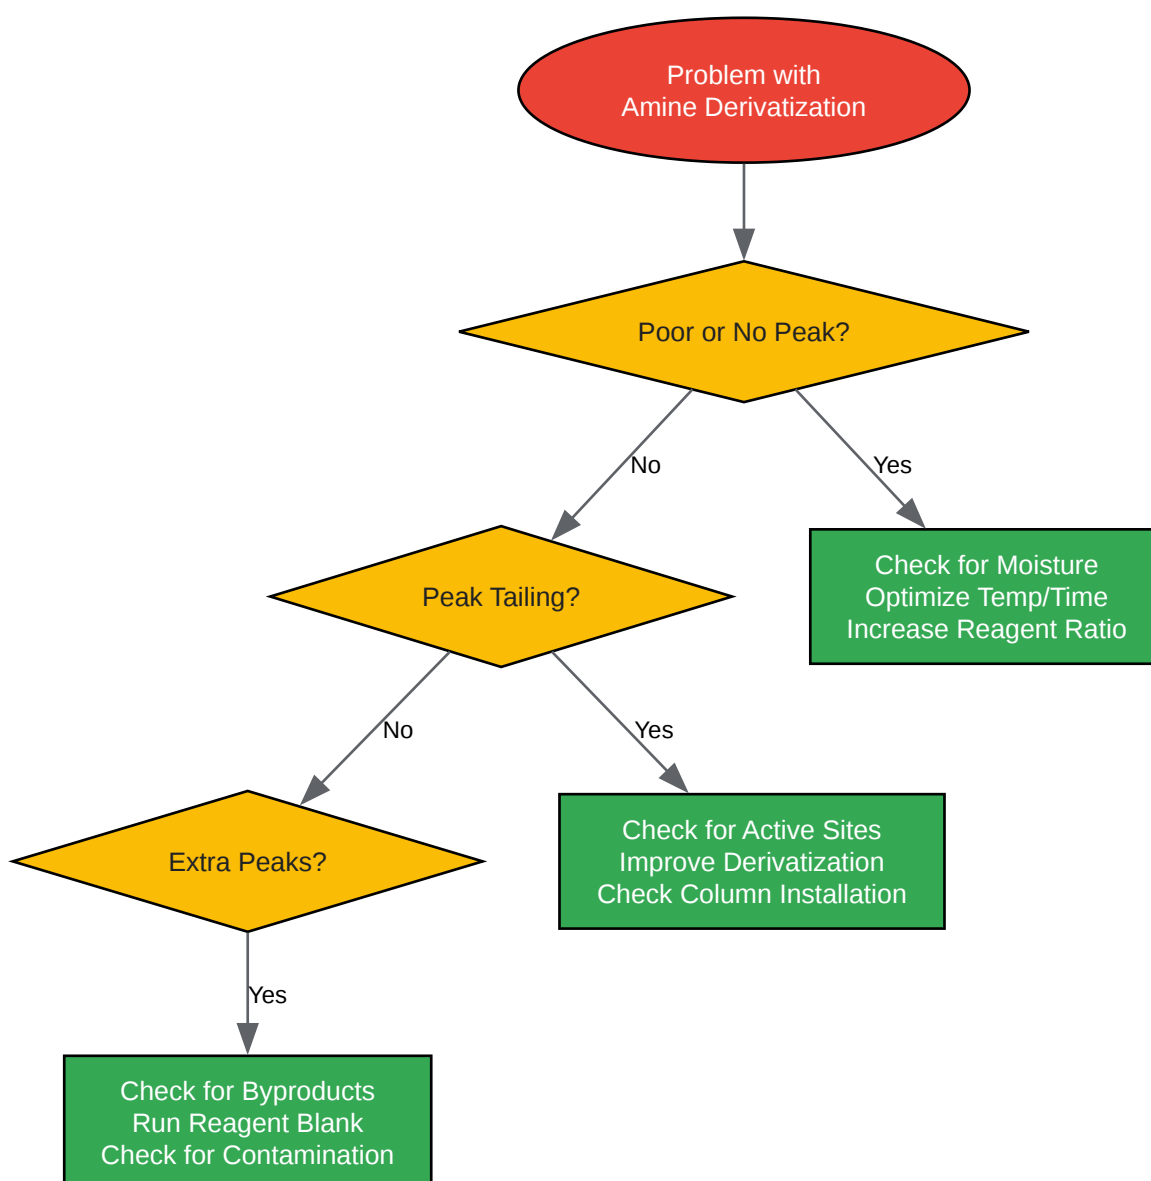 Problem with
Amine Derivatization
Poor or No Peak?
No
Yes
Peak Tailing?
Check for Moisture
Optimize Temp/Time
Increase Reagent Ratio
No
Yes
Extra Peaks?
Check for Active Sites
Improve Derivatization
Check Column Installation
Yes
Check for Byproducts
Run Reagent Blank
Check for Contamination